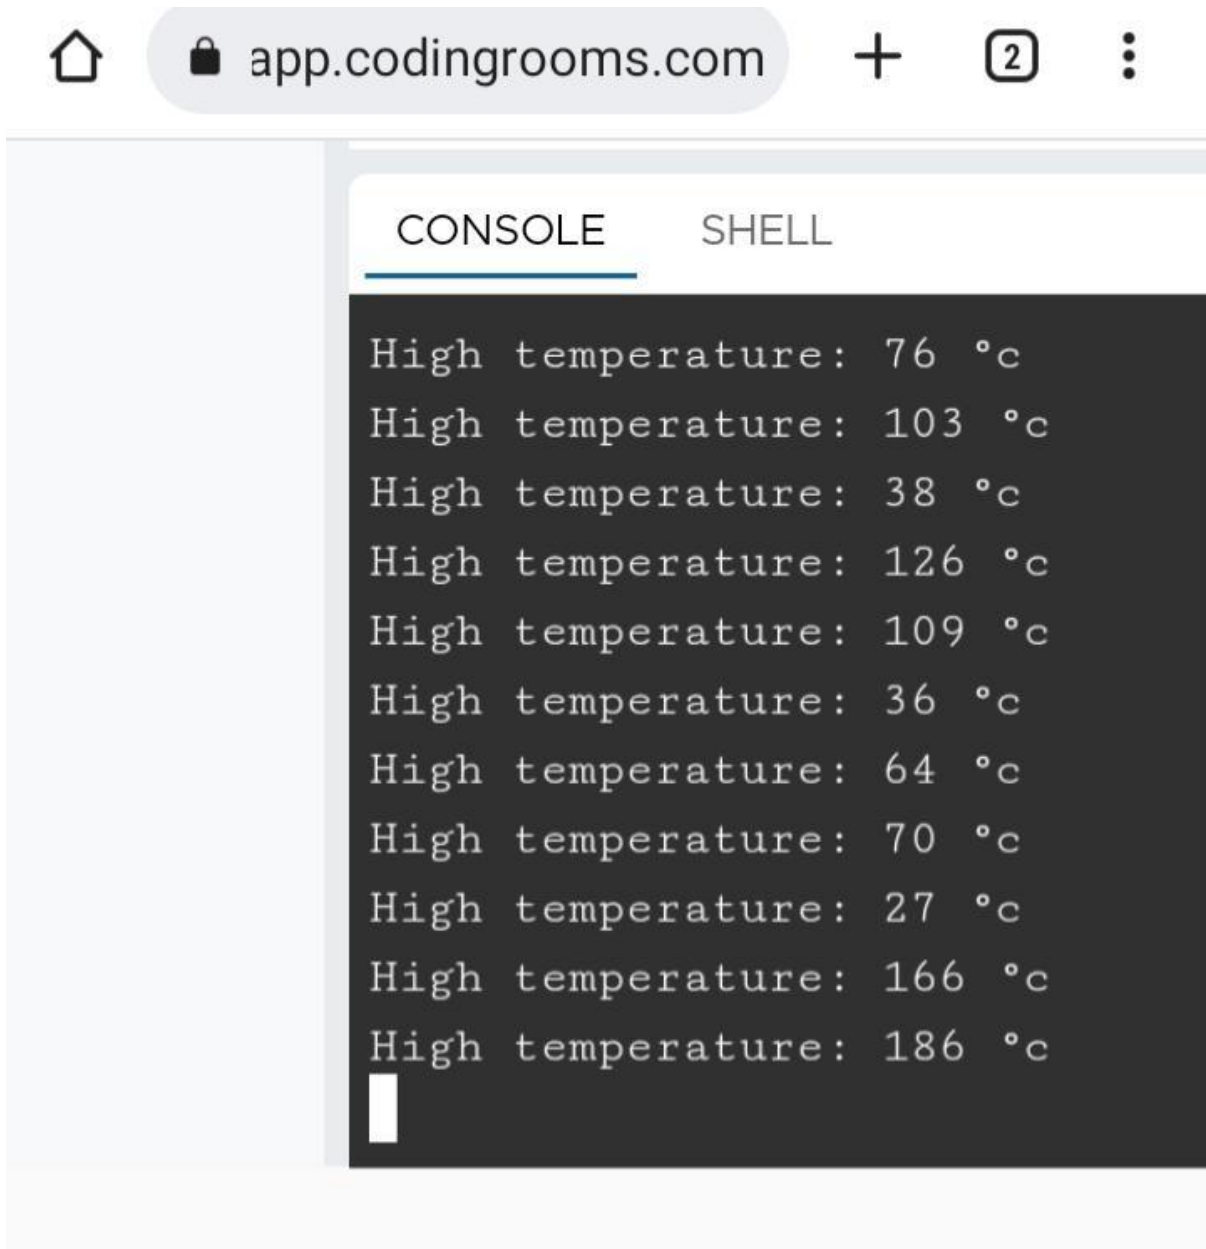 app.codingrooms.com
2
CONSOLE SHELL
High temperature: 76 °c
High temperature: 103 °c
High temperature: 38 °c
High temperature: 126 °c
High temperature: 109 °c
High temperature: 36 °c
High temperature: 64 °c
High temperature: 70 °c
High temperature: 27 °c
High temperature: 166 °c
High temperature: 186 °c